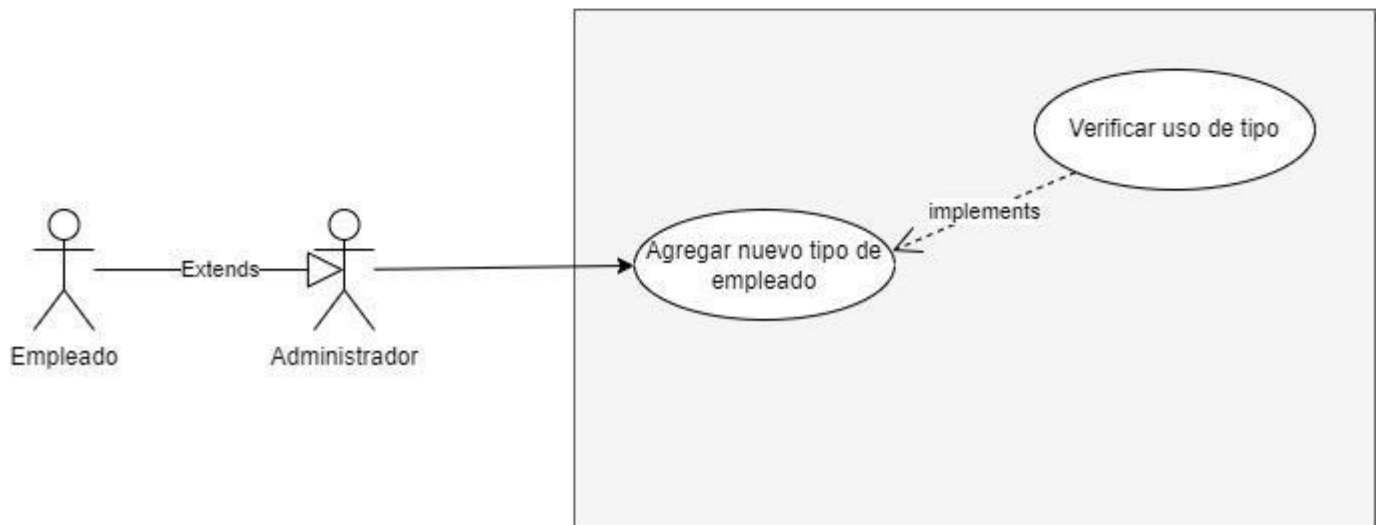 Verificar uso de tipo
implements
Agregar nuevo tipo de
empleado
Extends
Empleado
Administrador